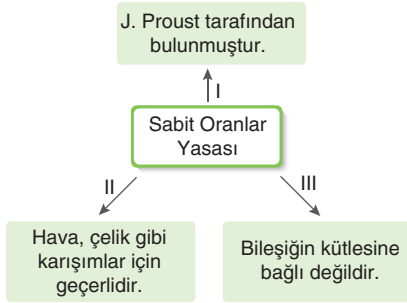 J. Proust tarafından
bulunmuştur.
I
Sabit Oranlar
Yasası
II
III
Hava, çelik gibi
karışımlar için
geçerlidir.
Bileşiğin kütlesine
bağlı değildir.